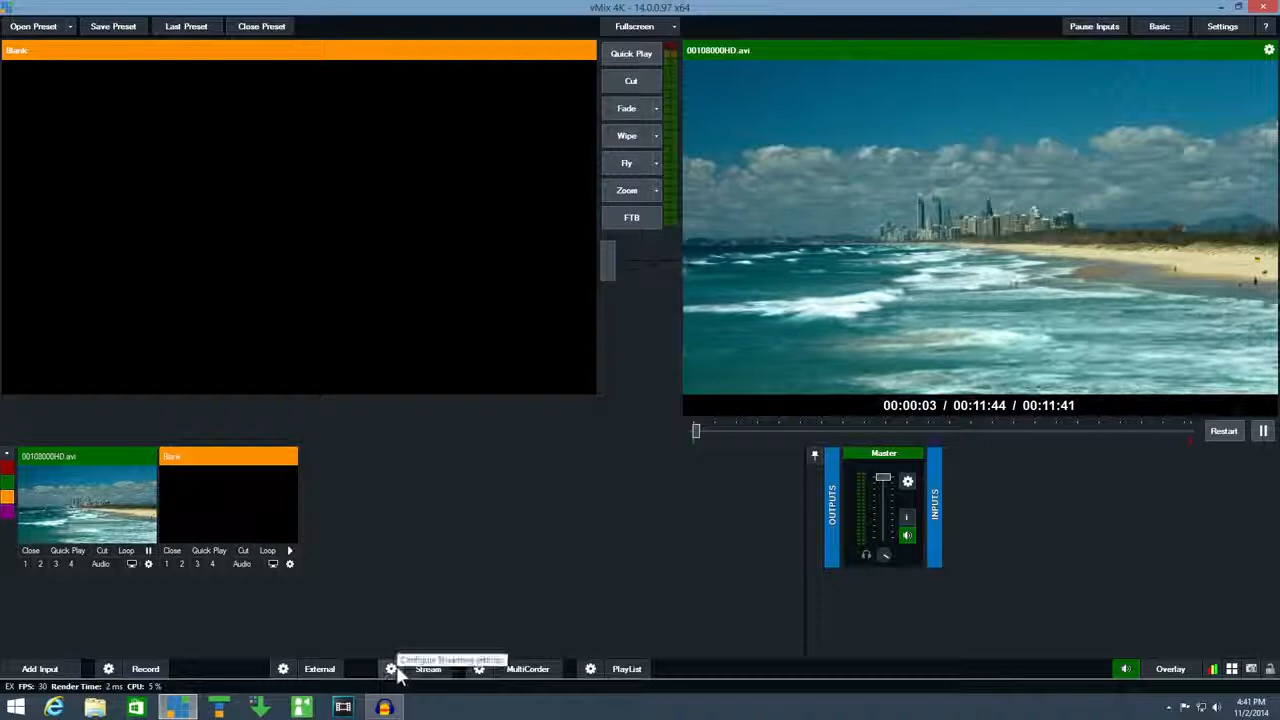 vMix 4K - 14.0.0.97 x64
Open Preset Save Preset Last Preset Close Preset Fullscreen Pause Inputs Basic Settings ?
Blank
Quick Play
Cut
Fade
Wipe
Fly
Zoom
FTB
00108000HD.avi
00:00:03 / 00:11:44 / 00:11:41
Restart
00108000HD.avi
Close Quick Play Cut Loop
1 2 3 4 Audio
Blank
Close Quick Play Cut Loop
1 2 3 4 Audio
OUTPUTS
Master
i
INPUTS
Configure Streaming settings
Add Input Record External Stream MultiCorder PlayList Overlay
EX FPS: 30 Render Time: 2 ms CPU: 5 %
4:41 PM
11/2/2014